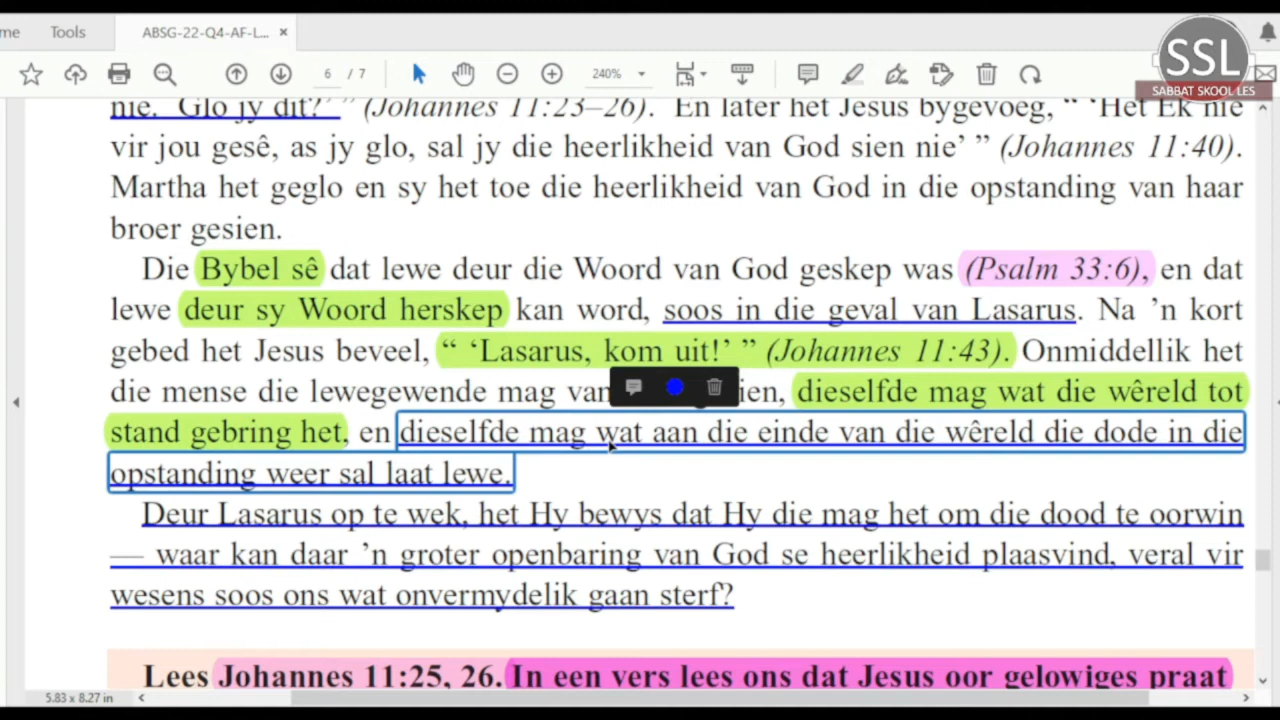 me Tools ABSG-22-Q4-AF-L... ×
6 / 7 240%
SSL
SABBAT SKOOL LES
nie. 'Glo jy dit?' ” (Johannes 11:23–26). En later het Jesus bygevoeg, “ 'Het Ek nie
vir jou gesê, as jy glo, sal jy die heerlikheid van God sien nie' ” (Johannes 11:40).
Martha het geglo en sy het toe die heerlikheid van God in die opstanding van haar
broer gesien.
Die Bybel sê dat lewe deur die Woord van God geskep was (Psalm 33:6), en dat
lewe deur sy Woord herskep kan word, soos in die geval van Lasarus. Na ’n kort
gebed het Jesus beveel, “ ‘Lasarus, kom uit!’ ” (Johannes 11:43). Onmiddellik het
die mense die lewegewende mag van ien, dieselfde mag wat die wêreld tot
stand gebring het, en dieselfde mag wat aan die einde van die wêreld die dode in die
opstanding weer sal laat lewe.
Deur Lasarus op te wek, het Hy bewys dat Hy die mag het om die dood te oorwin
— waar kan daar ’n groter openbaring van God se heerlikheid plaasvind, veral vir
wesens soos ons wat onvermydelik gaan sterf?
Lees Johannes 11:25, 26. In een vers lees ons dat Jesus oor gelowiges praat
5.83 x 8.27 in